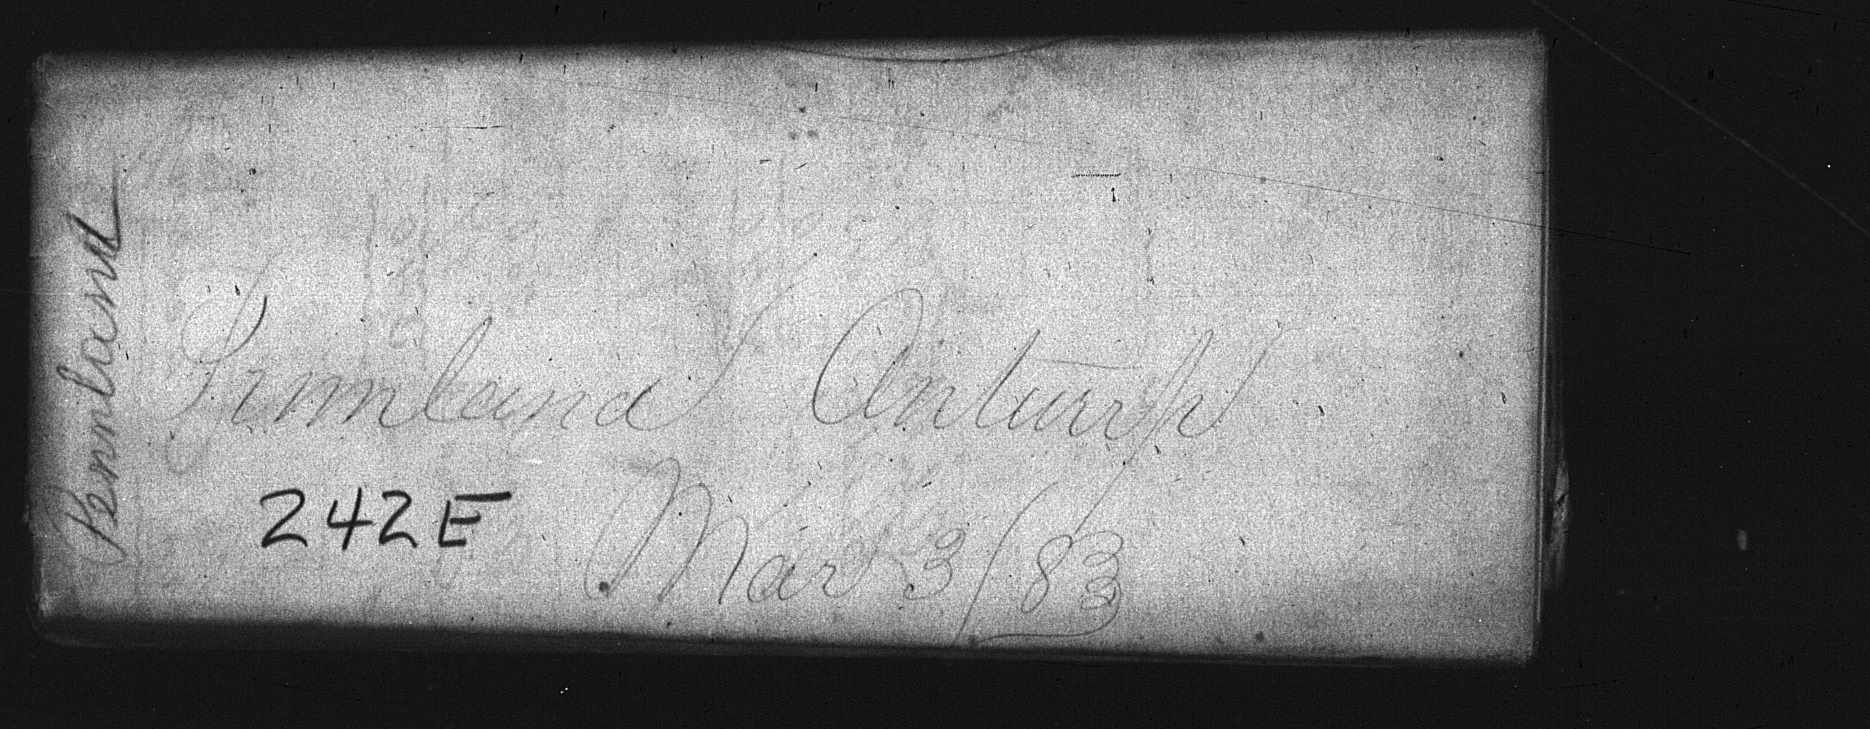 Pennland
Pennland Antwerp
242E
Mar 3/83